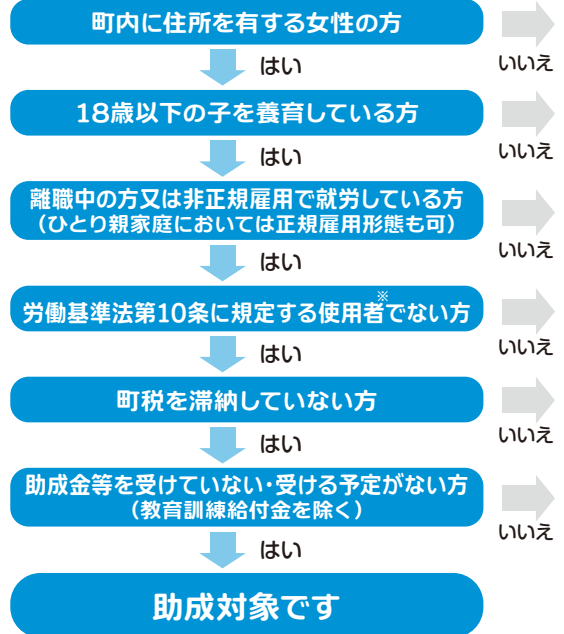 町内に住所を有する女性の方
いいえ
はい
18歳以下の子を養育している方
いいえ
はい
離職中の方又は非正規雇用で就労している方
（ひとり親家庭においては正規雇用形態も可）
いいえ
はい
※
労働基準法第10条に規定する使用者でない方
いいえ
はい
町税を滞納していない方
いいえ
はい
助成金等を受けていない・受ける予定がない方
（教育訓練給付金を除く）
いいえ
はい
助成対象です